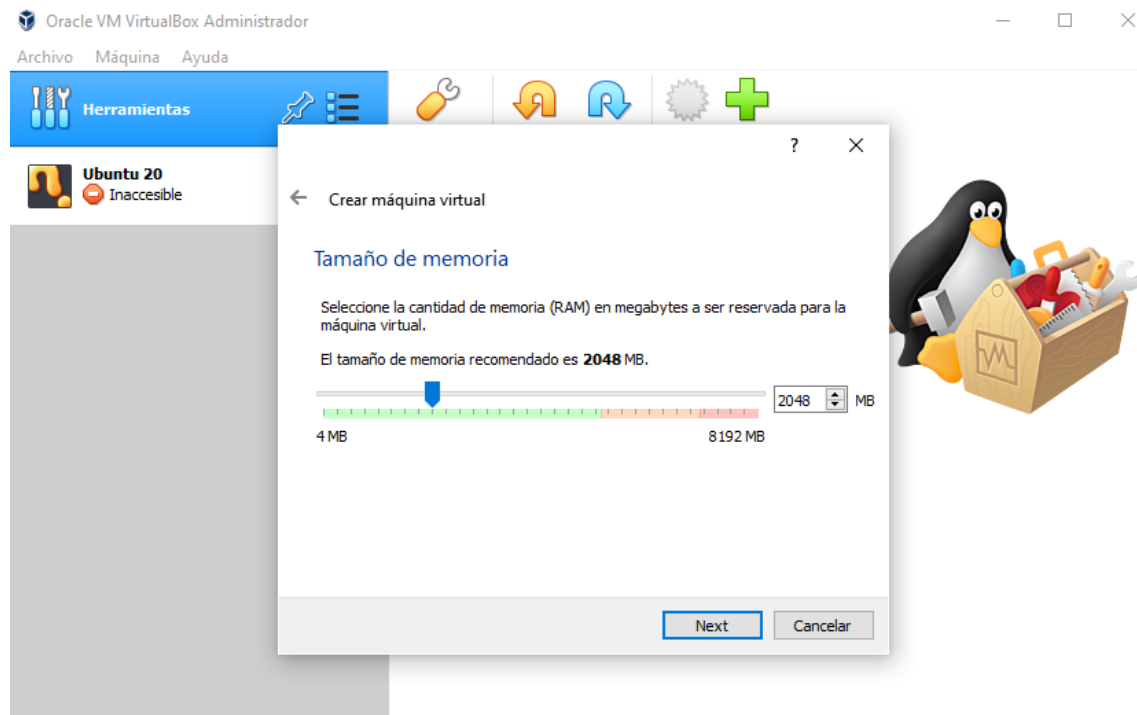 Oracle VM VirtualBox Administrador
Archivo Máquina Ayuda
Herramientas
Ubuntu 20
Inaccesible
?
Crear máquina virtual
Tamaño de memoria
Seleccione la cantidad de memoria (RAM) en megabytes a ser reservada para la
máquina virtual.
El tamaño de memoria recomendado es 2048 MB.
2048 MB
4 MB 8192 MB
Next Cancelar